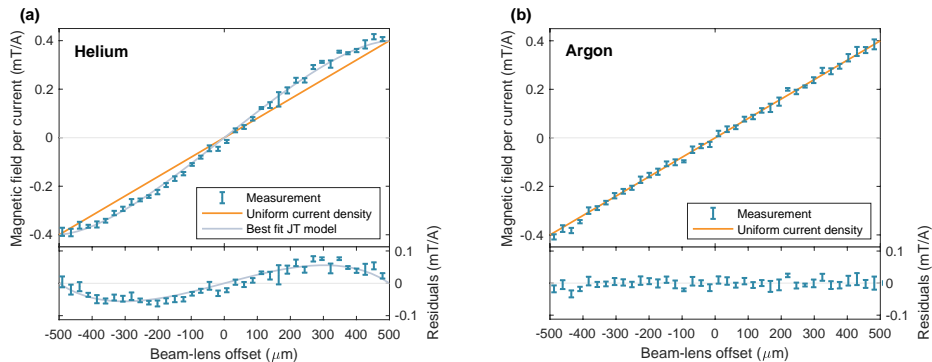 (a)
Helium
Magnetic field per current (mT/A)
0.4
0.2
0
-0.2
-0.4
Measurement
Uniform current density
Best fit JT model
0.1
0
-0.1
Residuals (mT/A)
-500 -400 -300 -200 -100 0 100 200 300 400 500
Beam-lens offset (μm)
(b)
Argon
Magnetic field per current (mT/A)
0.4
0.2
0
-0.2
-0.4
Measurement
Uniform current density
0.1
0
-0.1
Residuals (mT/A)
-500 -400 -300 -200 -100 0 100 200 300 400 500
Beam-lens offset (μm)